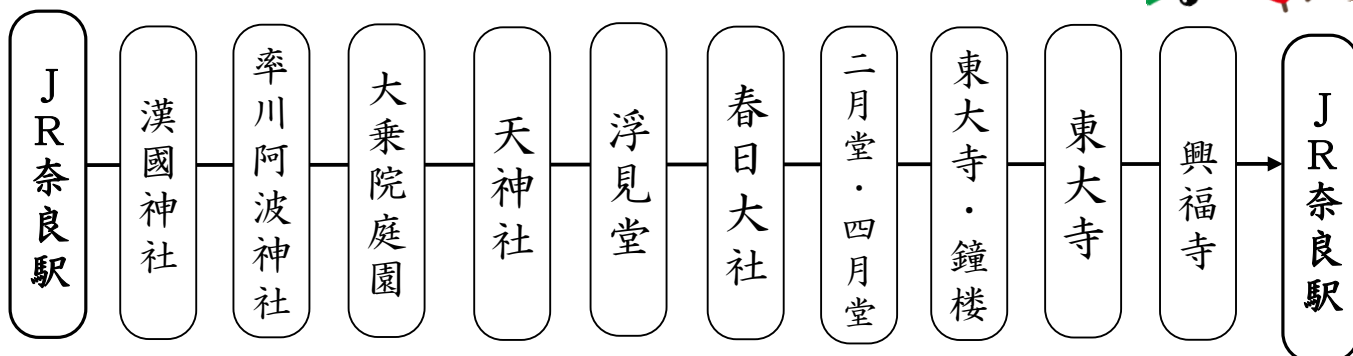 JR奈良駅
漢國神社
率川阿波神社
大乗院庭園
天神社
浮見堂
春日大社
二月堂・四月堂
東大寺・鐘楼
東大寺
興福寺
JR奈良駅